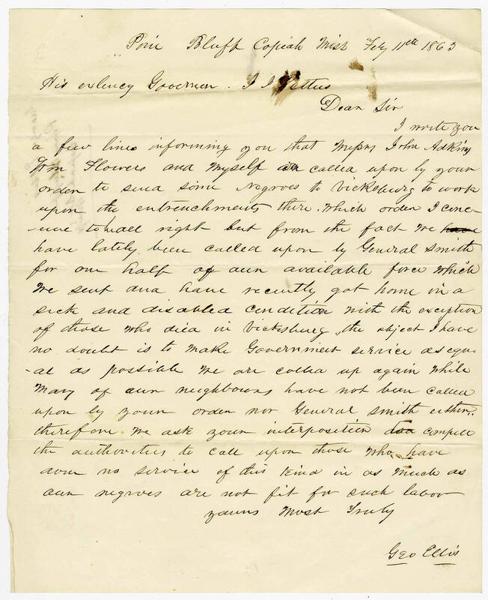 Pine Bluff Copiah Miss Feby 11th 1863
His exlency Governer. J J Pettus
Dear Sir
I write you
a few lines informing you that Messrs John Askins
Wm Flowers and myself are called upon by your
order to send some negroes to Vicksburg to work
upon the entrenchments there. Which order I conc-
eive to all right but from the fact We have
have lately been called upon by General Smith
for one half of our available force which
We sent and have recently got home in a
sick and disabled condition with the exception
of those who died in Vicksburg the object I have
no doubt is to make Government service as equ-
al as possible We are called up again While
Many of our neighbours have not been called
upon by your order nor General Smith either.
therefore We ask your interposition to compell
the authorities to call upon those Who have
done no service of this kind in as much as
our negroes are not fit for such labor
yours Most Truly
Geo Ellis